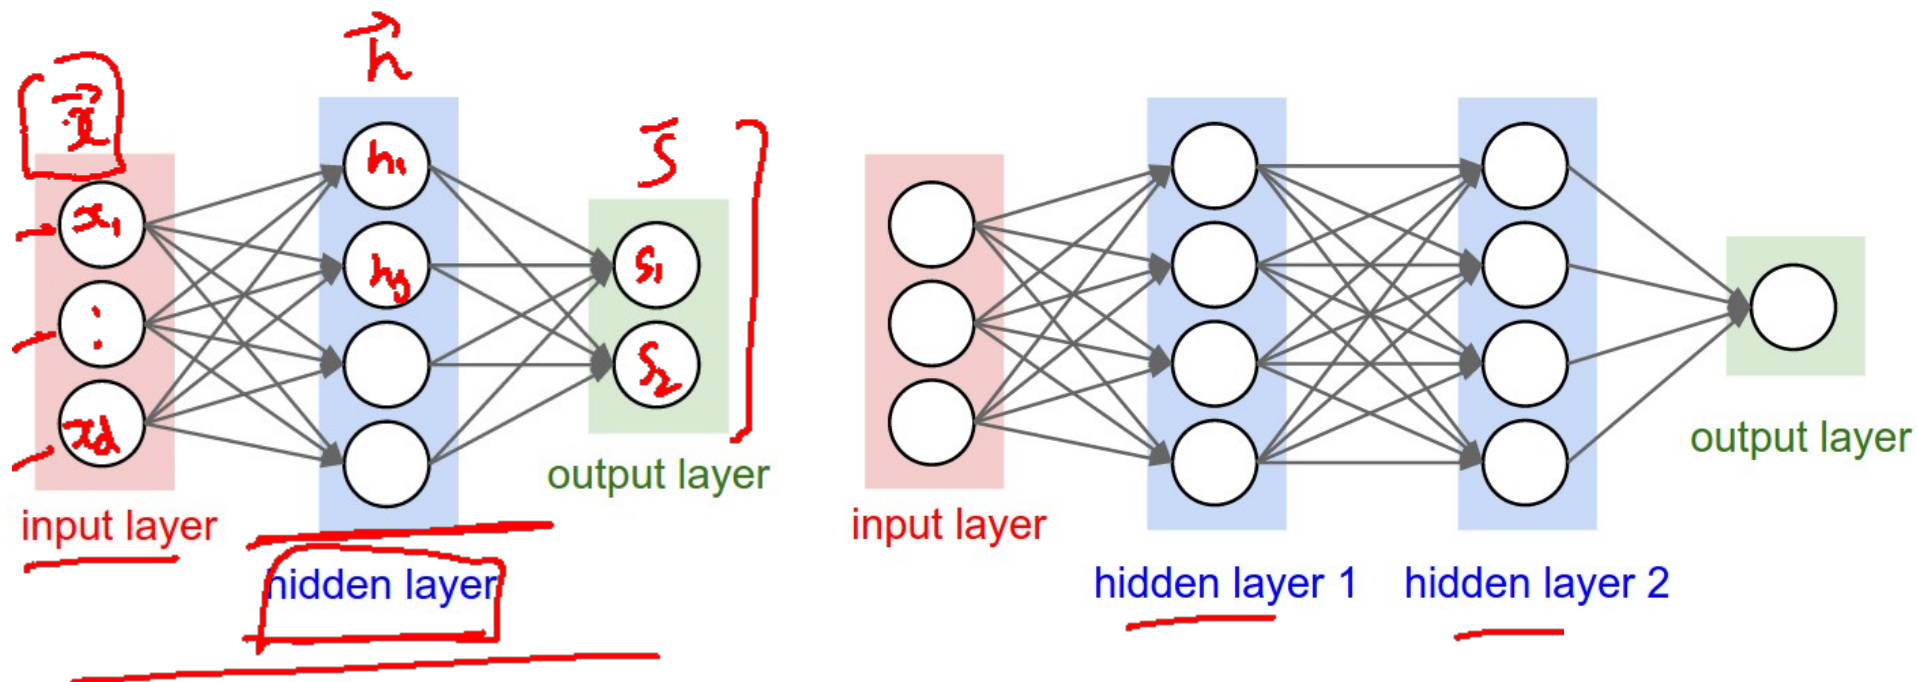 h
x
s
x1
:
xd
h1
hj
s1
s2
input layer
hidden layer
output layer
input layer
hidden layer 1
hidden layer 2
output layer